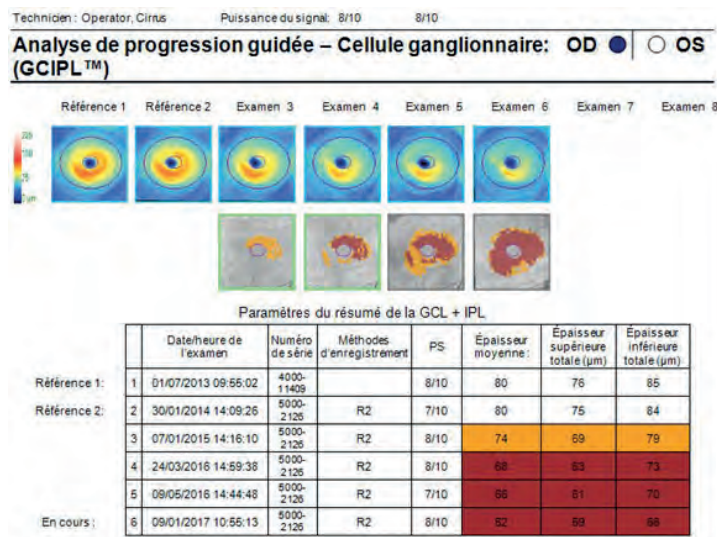 Technicien : Operator, Cirrus Puissance du signal: 8/10 8/10
Analyse de progression guidée – Cellule ganglionnaire: OD OS
(GCIPL™)
Référence 1 Référence 2 Examen 3 Examen 4 Examen 5 Examen 6 Examen 7 Examen 8
Paramètres du résumé de la GCL + IPL
Date/heure de l'examen Numéro de série Méthodes d'enregistrement PS Épaisseur moyenne : Épaisseur supérieure totale (µm) Épaisseur inférieure totale (µm)
Référence 1: 1 01/07/2013 09:55:02 4000-11409 8/10 80 76 85
Référence 2: 2 30/01/2014 14:09:26 5000-2126 R2 7/10 80 75 84
3 07/01/2015 14:16:10 5000-2126 R2 8/10 74 69 79
4 24/03/2016 14:59:38 5000-2126 R2 8/10 68 63 73
5 09/05/2016 14:44:48 5000-2126 R2 7/10 66 61 70
En cours : 6 09/01/2017 10:55:13 5000-2126 R2 8/10 62